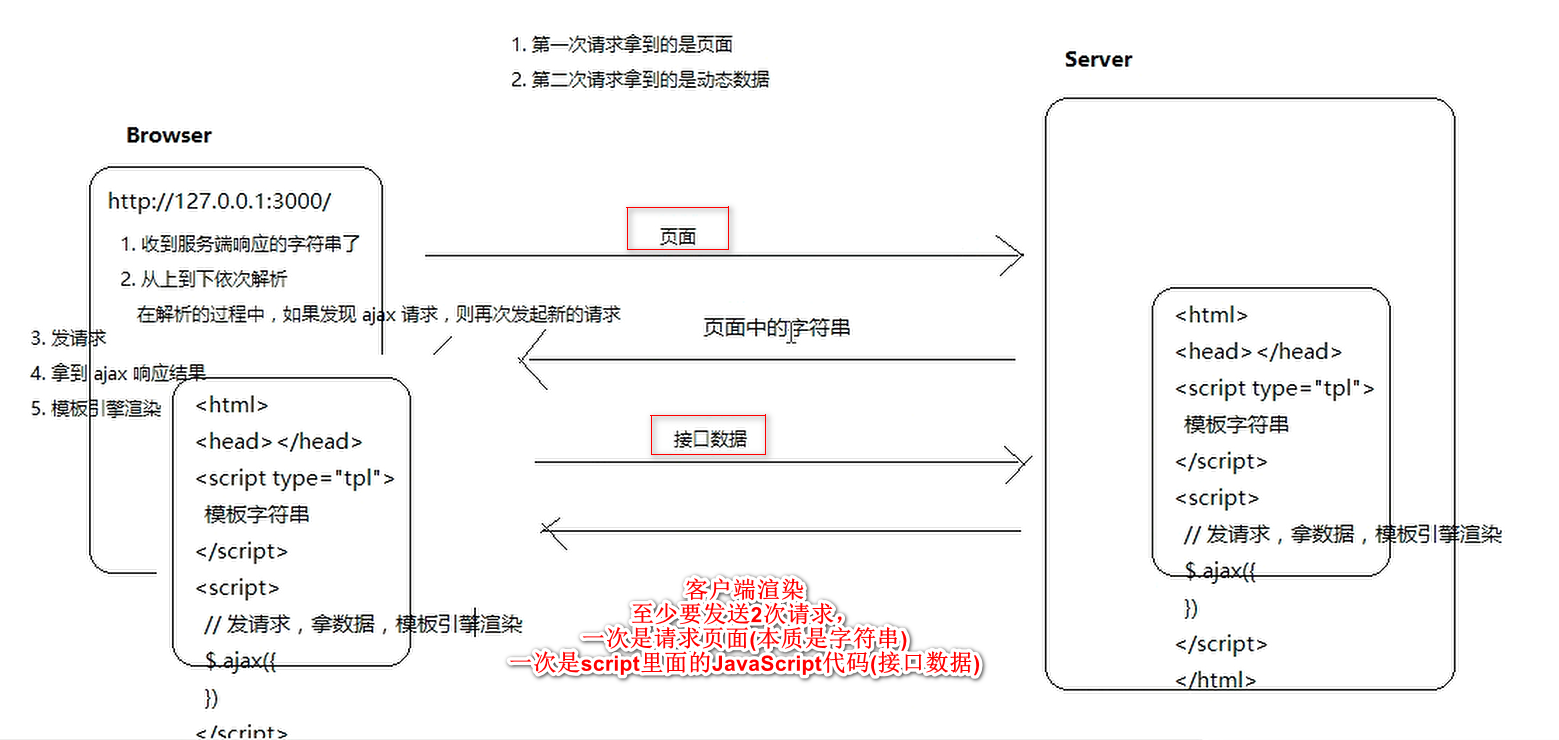 1. 第一次请求拿到的是页面
2. 第二次请求拿到的是动态数据
Server
Browser
http://127.0.0.1:3000/
1. 收到服务端响应的字符串了
2. 从上到下依次解析
在解析的过程中，如果发现 ajax 请求，则再次发起新的请求
3. 发请求
4. 拿到 ajax 响应结果
5. 模板引擎渲染
<html>
<head></head>
<script type="tpl">
模板字符串
</script>
<script>
// 发请求，拿数据，模板引擎渲染
$.ajax({
})
</script>
页面
页面中的字符串
接口数据
客户端渲染
至少要发送2次请求,
一次是请求页面(本质是字符串)
一次是script里面的JavaScript代码(接口数据)
<html>
<head></head>
<script type="tpl">
模板字符串
</script>
<script>
// 发请求，拿数据，模板引擎渲染
$.ajax({
})
</script>
</html>